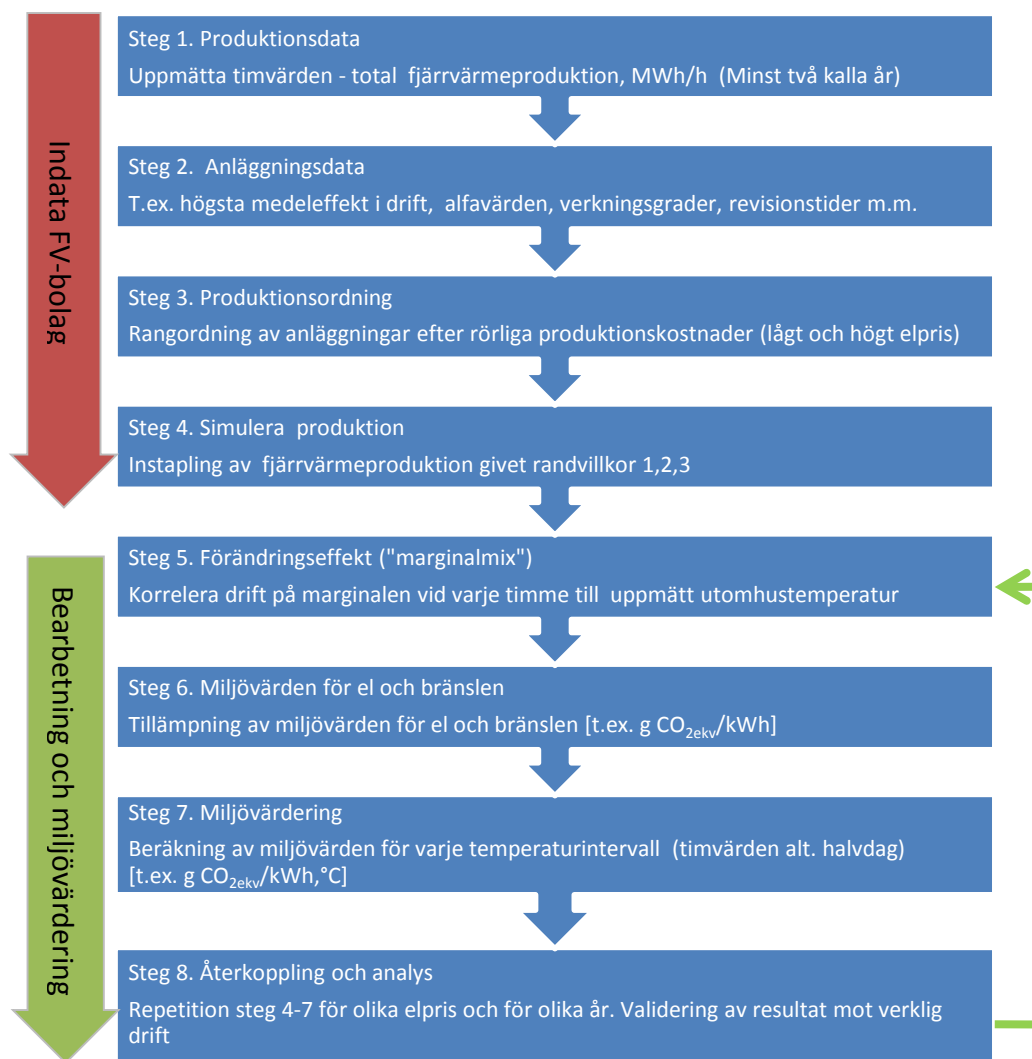 Indata FV-bolag
Steg 1. Produktionsdata
Uppmätta timvärden - total fjärrvärmeproduktion, MWh/h (Minst två kalla år)
Steg 2. Anläggningsdata
T.ex. högsta medeleffekt i drift, alfavärden, verkningsgrader, revisionstider m.m.
Steg 3. Produktionsordning
Rangordning av anläggningar efter rörliga produktionskostnader (lågt och högt elpris)
Steg 4. Simulera produktion
Instapling av fjärrvärmeproduktion givet randvillkor 1,2,3
Bearbetning och miljövärdering
Steg 5. Förändringseffekt ("marginalmix")
Korrelera drift på marginalen vid varje timme till uppmätt utomhustemperatur
Steg 6. Miljövärden för el och bränslen
Tillämpning av miljövärden för el och bränslen [t.ex. g CO2ekv/kWh]
Steg 7. Miljövärdering
Beräkning av miljövärden för varje temperaturintervall (timvärden alt. halvdag)
[t.ex. g CO2ekv/kWh,°C]
Steg 8. Återkoppling och analys
Repetition steg 4-7 för olika elpris och för olika år. Validering av resultat mot verklig
drift